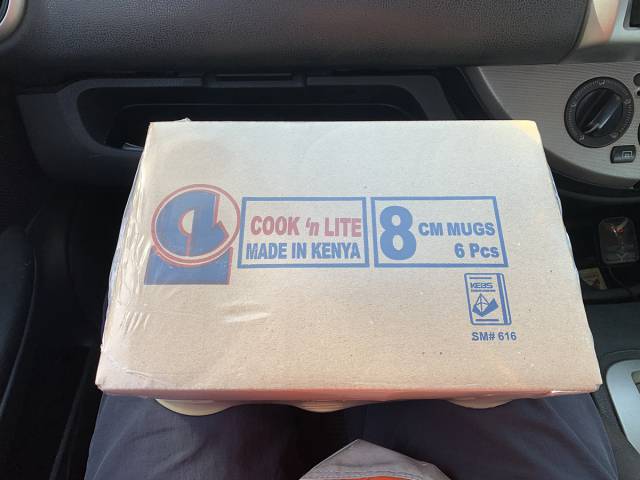 COOK 'n LITE
MADE IN KENYA
8 CM MUGS
6 Pcs
KEBS
SM# 616